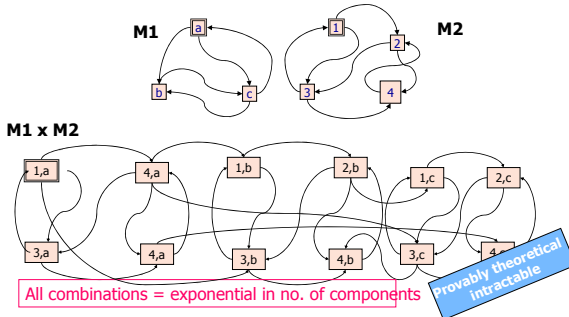 M1
a
b
c
1
2
3
4
M2
M1 x M2
1,a
4,a
1,b
2,b
1,c
2,c
3,a
4,a
3,b
4,b
3,c
All combinations = exponential in no. of components
Provably theoretical
intractable